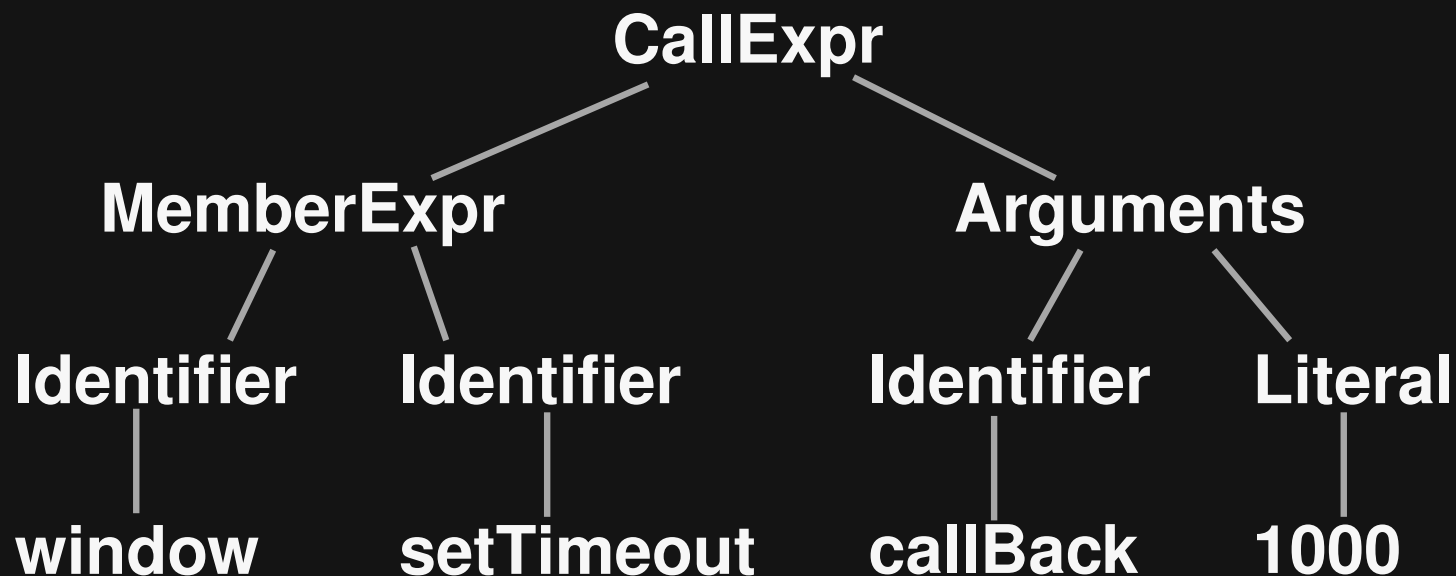 CallExpr
MemberExpr Arguments
Identifier Identifier Identifier Literal
window setTimeout callBack 1000